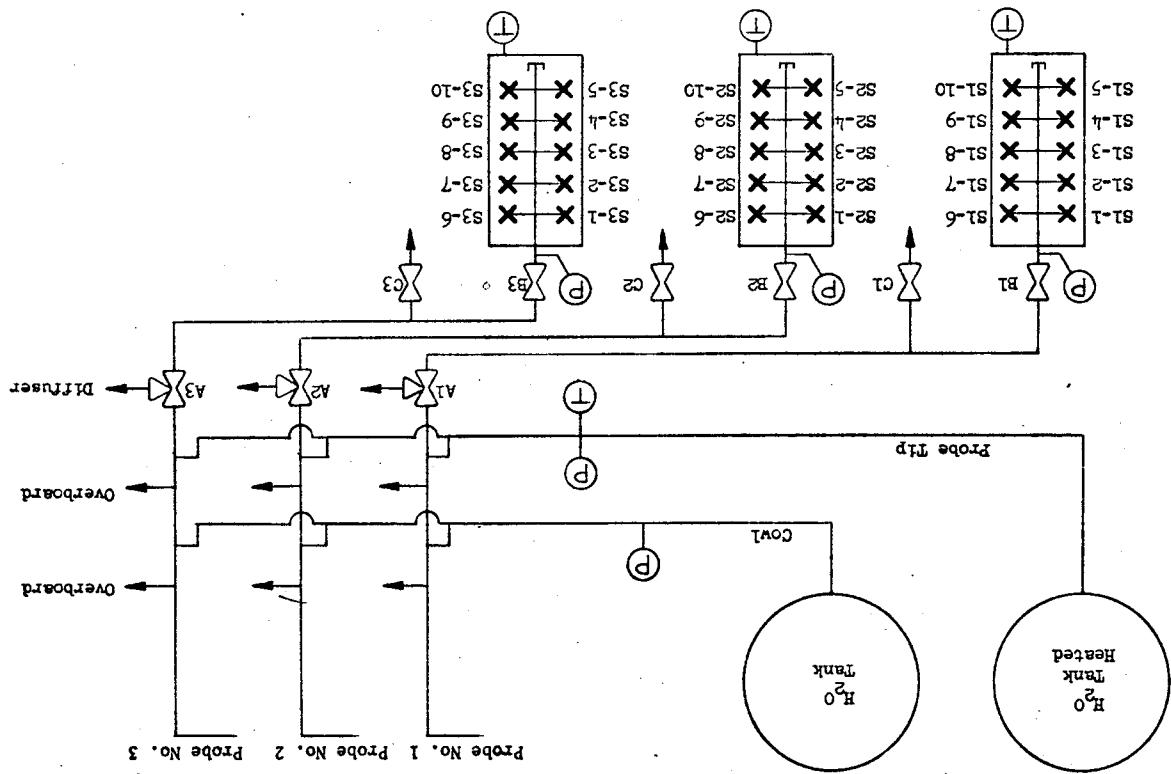 Probe No. 1
Probe No. 2
Probe No. 3
H₂O
Tank
Heated
H₂O
Tank
Overboard
P
Cowl
Overboard
P
Probe Tip
T
A1
A2
A3
Diffuser
B1
P
C1
B2
P
C2
B3
P
C3
S1-1
S1-2
S1-3
S1-4
S1-5
S1-6
S1-7
S1-8
S1-9
S1-10
T
S2-1
S2-2
S2-3
S2-4
S2-5
S2-6
S2-7
S2-8
S2-9
S2-10
T
S3-1
S3-2
S3-3
S3-4
S3-5
S3-6
S3-7
S3-8
S3-9
S3-10
T